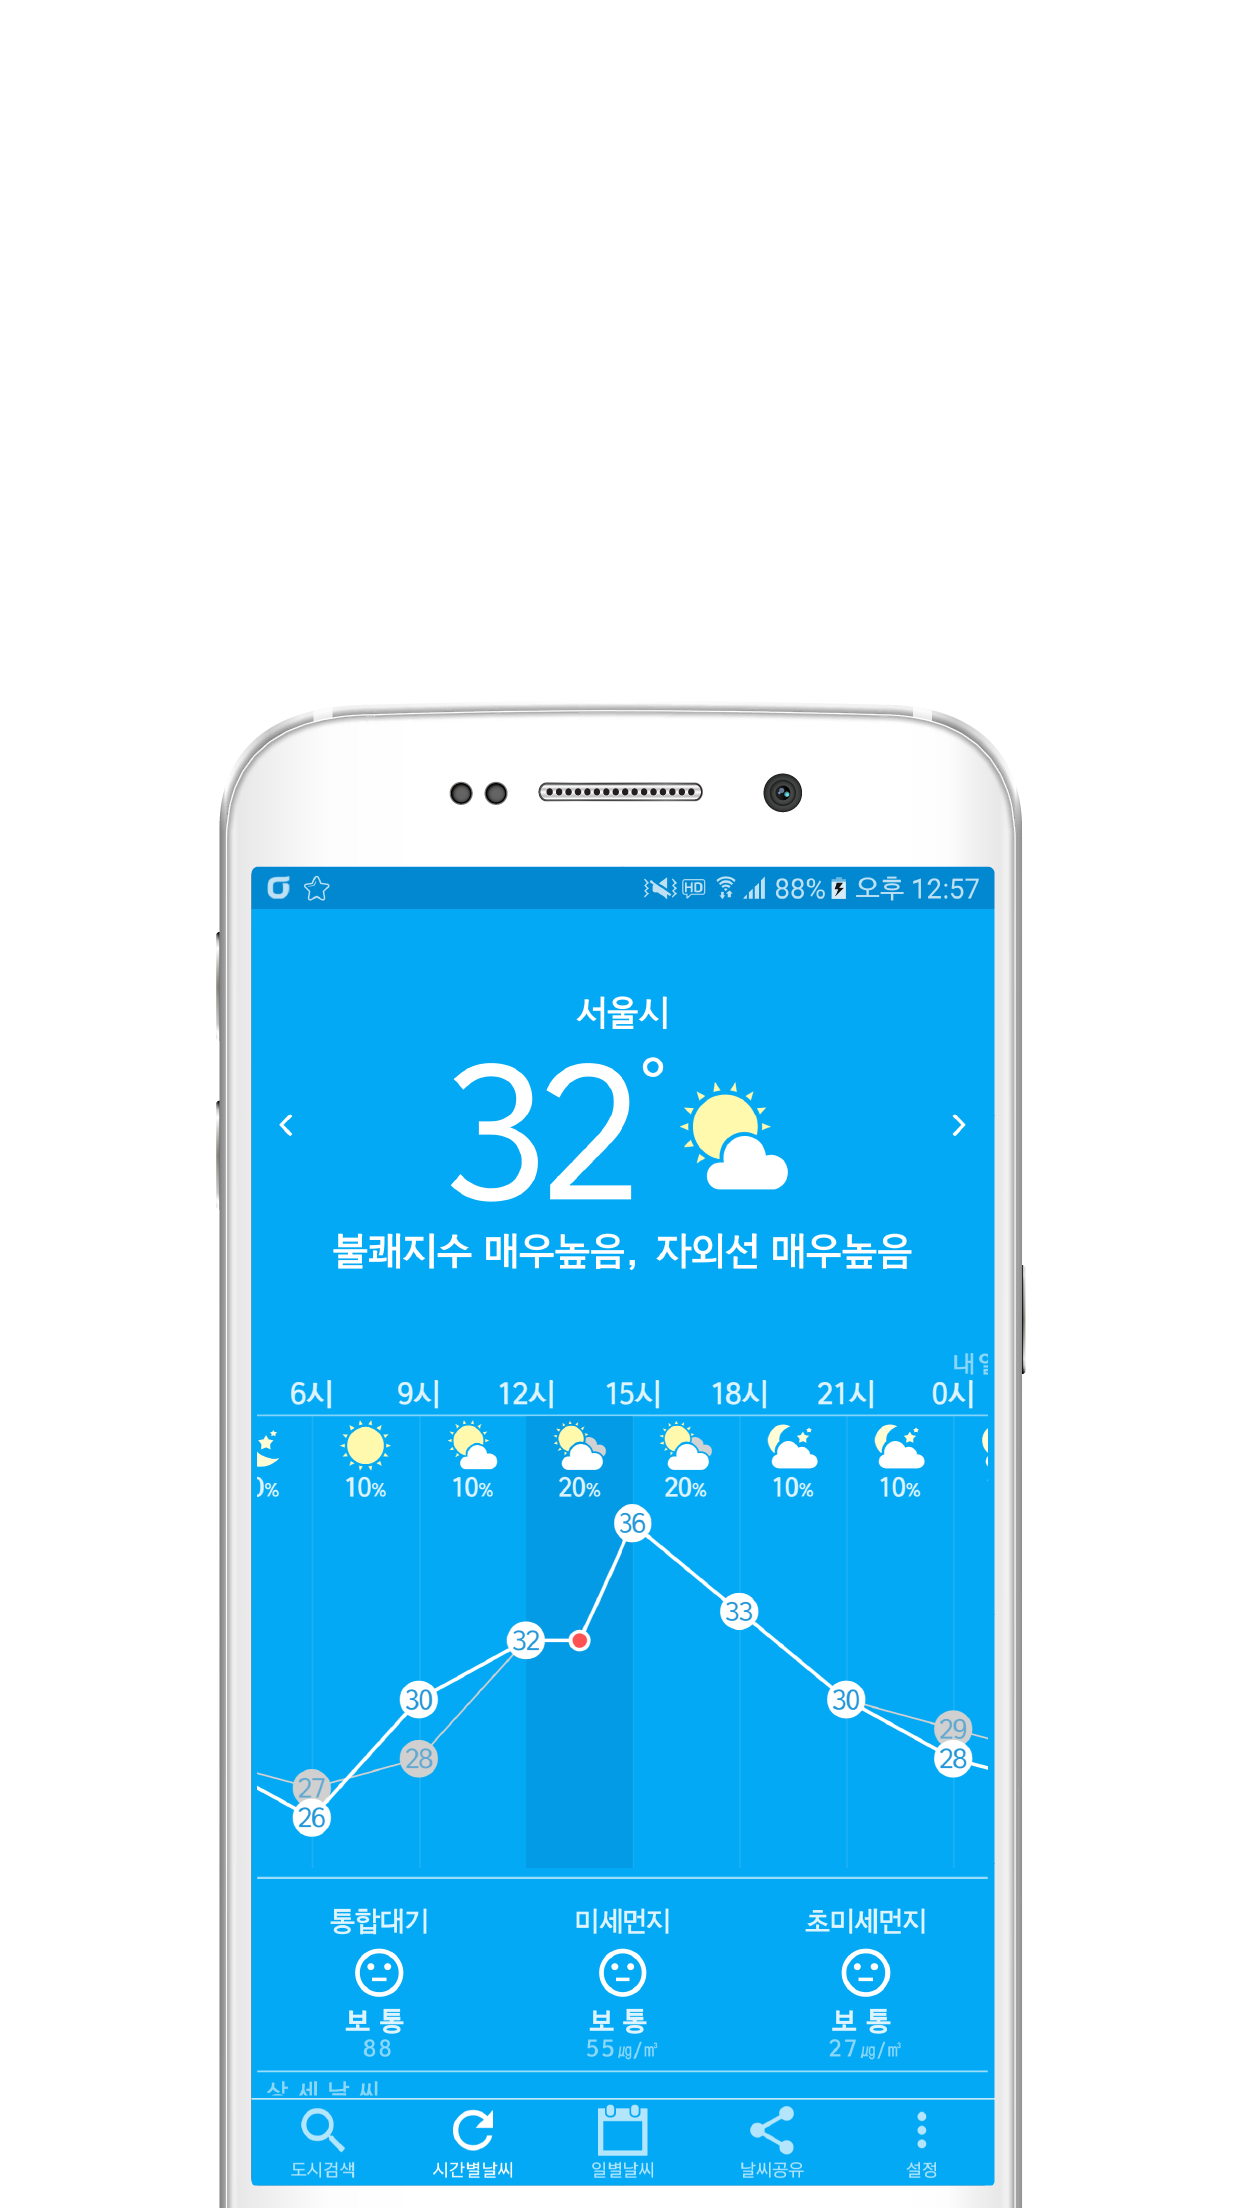 HD 88% 오후 12:57
서울시
32°
불쾌지수 매우높음, 자외선 매우높음
6시 9시 12시 15시 18시 21시 0시
10% 10% 20% 20% 10% 10%
36
33
32
30 30
29
28 28
27
26
통합대기 미세먼지 초미세먼지
보통 보통 보통
88 55㎍/㎥ 27㎍/㎥
상세날씨
도시검색 시간별날씨 일별날씨 날씨공유 설정